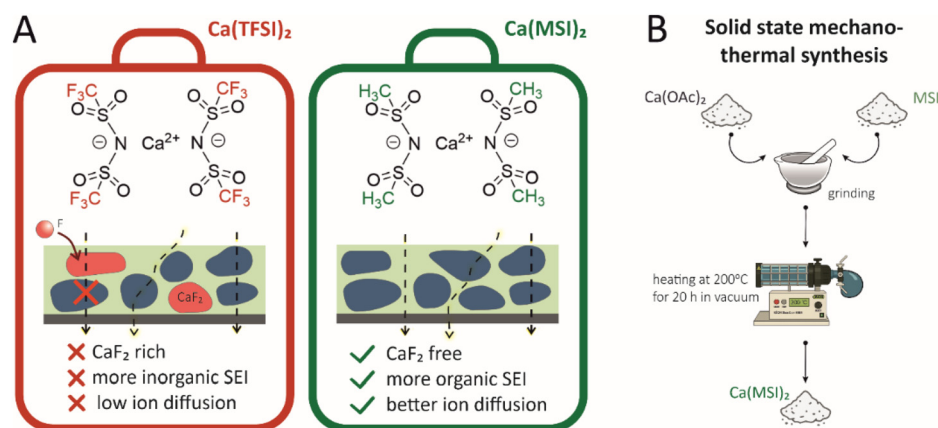 A
Ca(TFSI)₂
F₃C
CF₃
O
S
O
O
S
O
⊖ N Ca²⁺ N ⊖
O
S
O
O
S
O
F₃C
CF₃
F
CaF₂
CaF₂ rich
more inorganic SEI
low ion diffusion
Ca(MSI)₂
H₃C
CH₃
O
S
O
O
S
O
⊖ N Ca²⁺ N ⊖
O
S
O
O
S
O
H₃C
CH₃
CaF₂ free
more organic SEI
better ion diffusion
B
Solid state mechano-
thermal synthesis
Ca(OAc)₂
MSI
grinding
heating at 200ºC
for 20 h in vacuum
Ca(MSI)₂